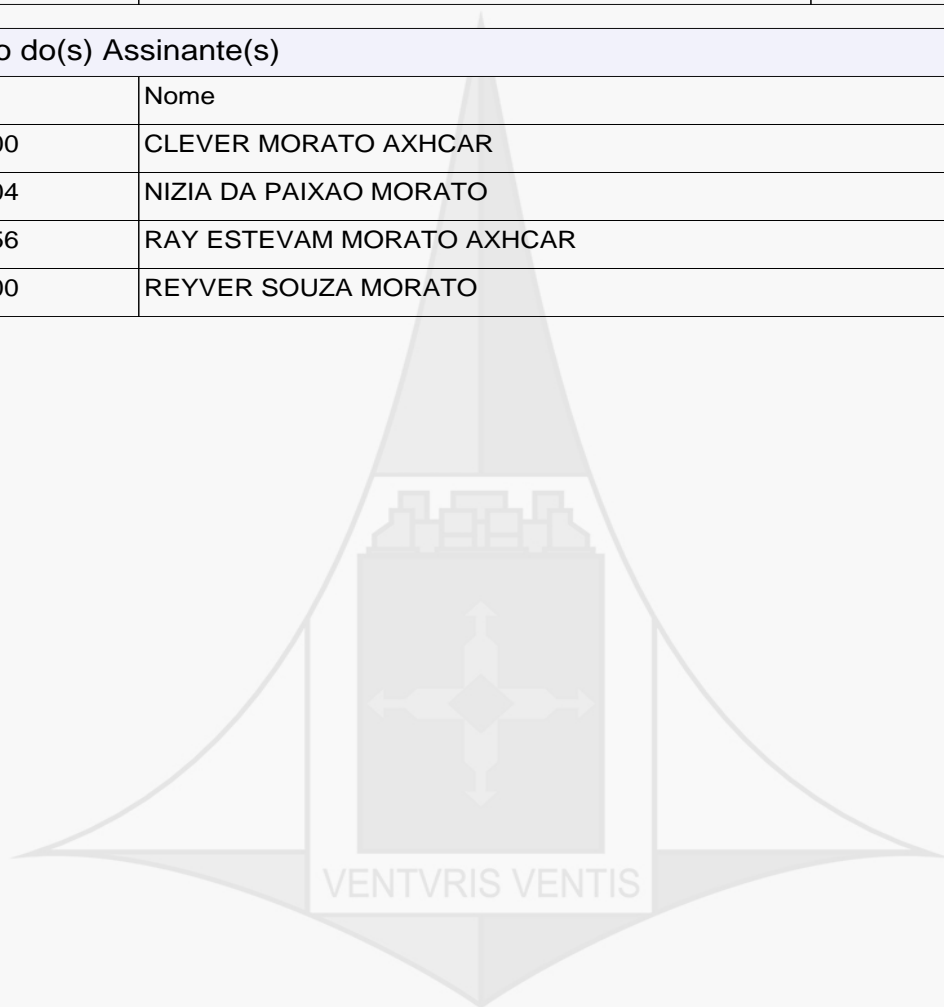 o do(s) Assinante(s)
Nome
00 CLEVER MORATO AXHCAR
04 NIZIA DA PAIXAO MORATO
56 RAY ESTEVAM MORATO AXHCAR
00 REYVER SOUZA MORATO
VENTVRIS VENTIS